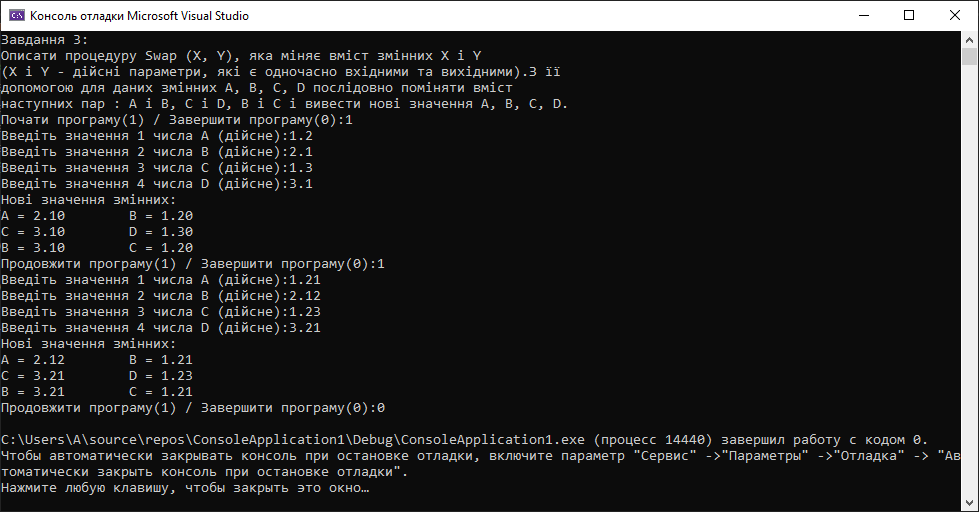 Консоль отладки Microsoft Visual Studio
Завдання 3:
Описати процедуру Swap (X, Y), яка міняє вміст змінних X і Y
(X і Y - дійсні параметри, які є одночасно вхідними та вихідними).З її
допомогою для даних змінних A, B, C, D послідовно поміняти вміст
наступних пар : A і B, C і D, B і C і вивести нові значення A, B, C, D.
Почати програму(1) / Завершити програму(0):1
Введіть значення 1 числа A (дійсне):1.2
Введіть значення 2 числа B (дійсне):2.1
Введіть значення 3 числа C (дійсне):1.3
Введіть значення 4 числа D (дійсне):3.1
Нові значення змінних:
A = 2.10        B = 1.20
C = 3.10        D = 1.30
B = 3.10        C = 1.20
Продовжити програму(1) / Завершити програму(0):1
Введіть значення 1 числа A (дійсне):1.21
Введіть значення 2 числа B (дійсне):2.12
Введіть значення 3 числа C (дійсне):1.23
Введіть значення 4 числа D (дійсне):3.21
Нові значення змінних:
A = 2.12        B = 1.21
C = 3.21        D = 1.23
B = 3.21        C = 1.21
Продовжити програму(1) / Завершити програму(0):0
C:\Users\A\source\repos\ConsoleApplication1\Debug\ConsoleApplication1.exe (процесс 14440) завершил работу с кодом 0.
Чтобы автоматически закрывать консоль при остановке отладки, включите параметр "Сервис" ->"Параметры" ->"Отладка" -> "Ав
томатически закрыть консоль при остановке отладки".
Нажмите любую клавишу, чтобы закрыть это окно…